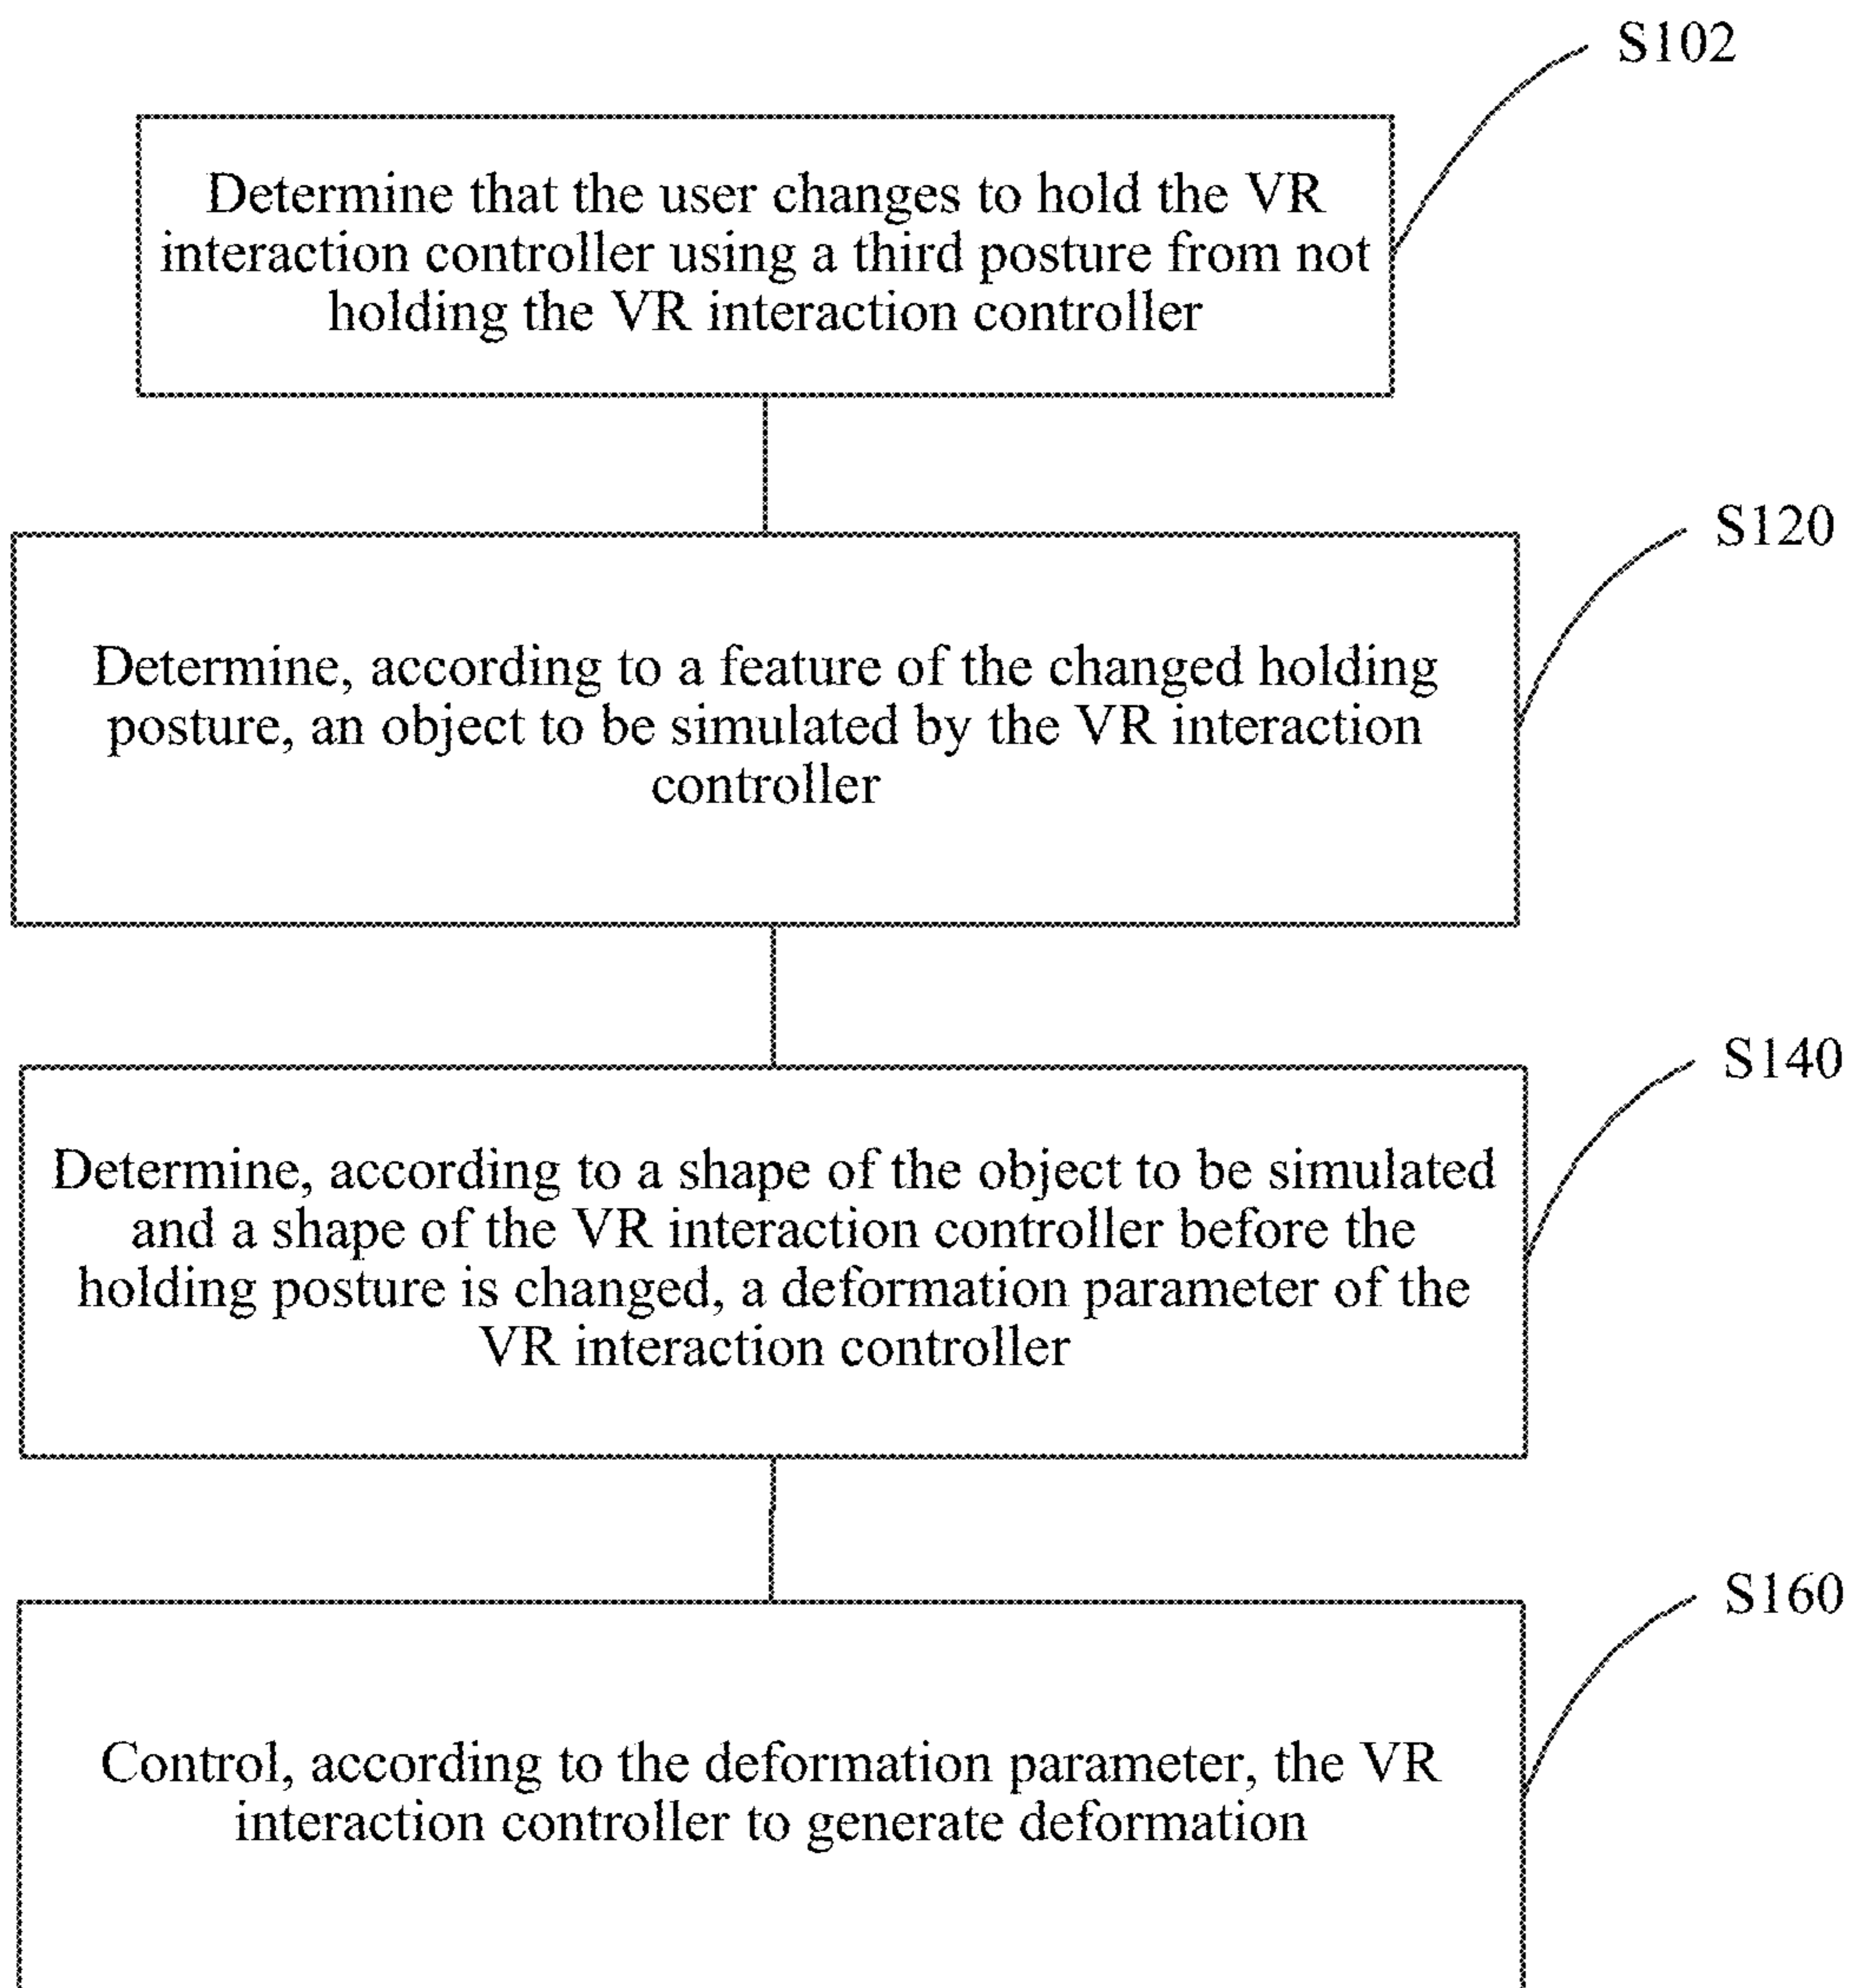 S102
Determine that the user changes to hold the VR
interaction controller using a third posture from not
holding the VR interaction controller
S120
Determine, according to a feature of the changed holding
posture, an object to be simulated by the VR interaction
controller
S140
Determine, according to a shape of the object to be simulated
and a shape of the VR interaction controller before the
holding posture is changed, a deformation parameter of the
VR interaction controller
S160
Control, according to the deformation parameter, the VR
interaction controller to generate deformation